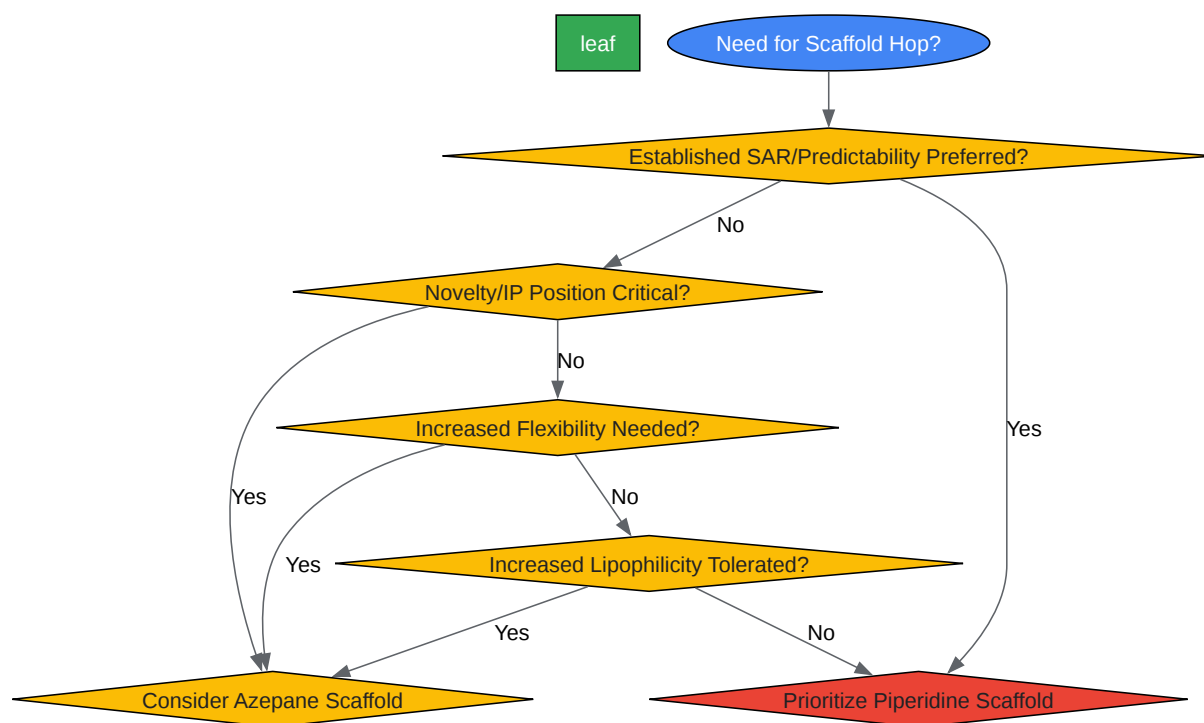 leaf
Need for Scaffold Hop?
Established SAR/Predictability Preferred?
No
Yes
Novelty/IP Position Critical?
No
Yes
Increased Flexibility Needed?
No
Yes
Increased Lipophilicity Tolerated?
Yes
No
Consider Azepane Scaffold
Prioritize Piperidine Scaffold